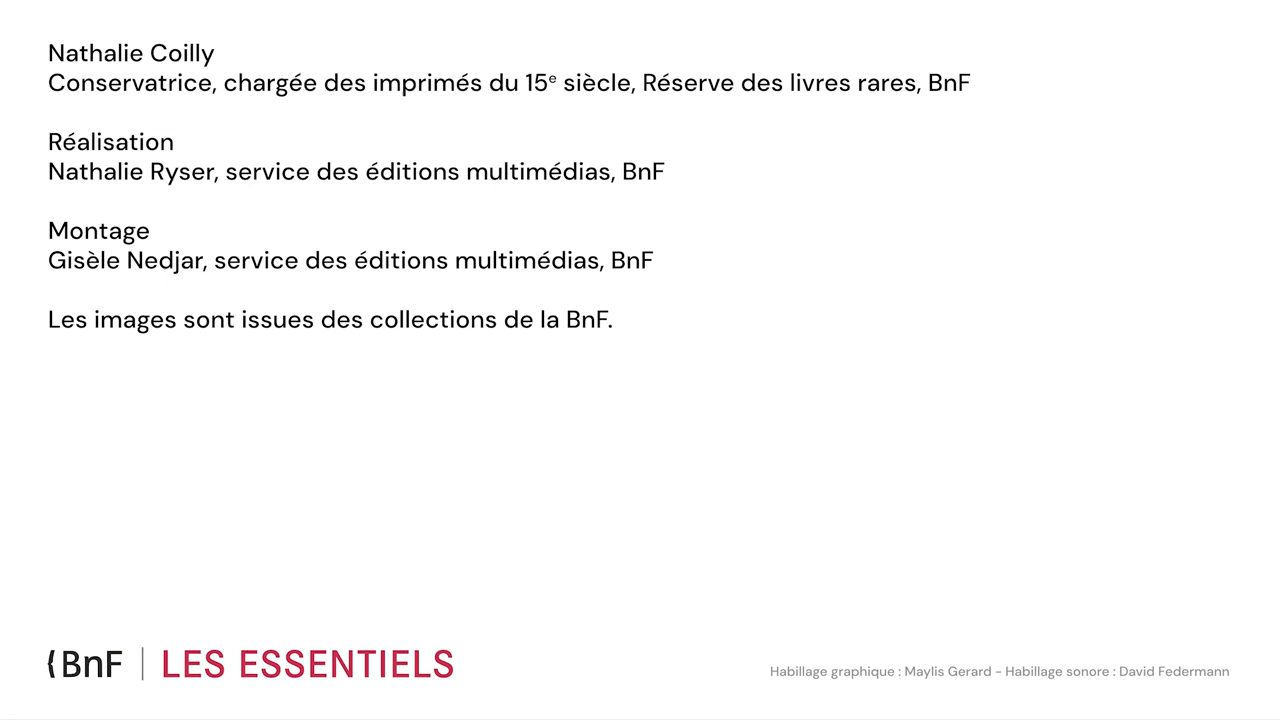 Nathalie Coilly
Conservatrice, chargée des imprimés du 15ᵉ siècle, Réserve des livres rares, BnF
Réalisation
Nathalie Ryser, service des éditions multimédias, BnF
Montage
Gisèle Nedjar, service des éditions multimédias, BnF
Les images sont issues des collections de la BnF.
BnF | LES ESSENTIELS
Habillage graphique : Maylis Gerard - Habillage sonore : David Federmann